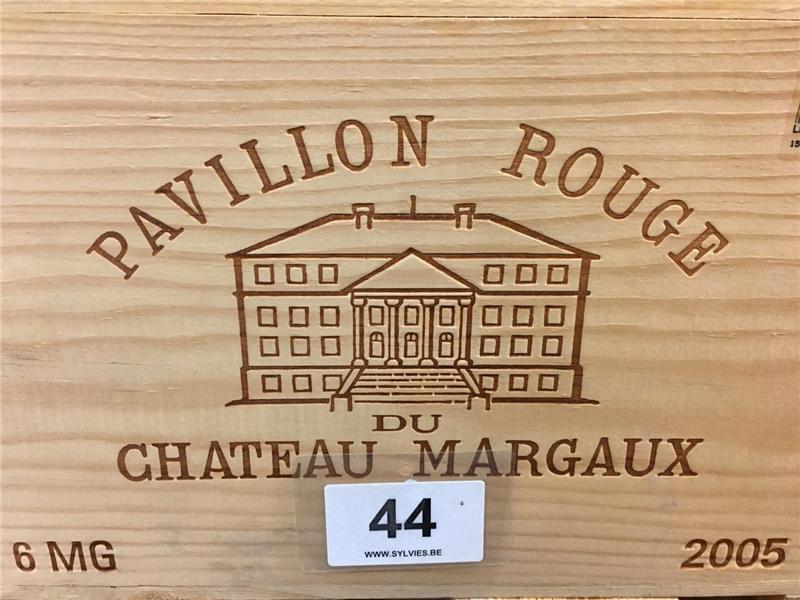 PAVILLON ROUGE
DU
CHATEAU MARGAUX
44
WWW.SYLVIES.BE
6 MG
2005